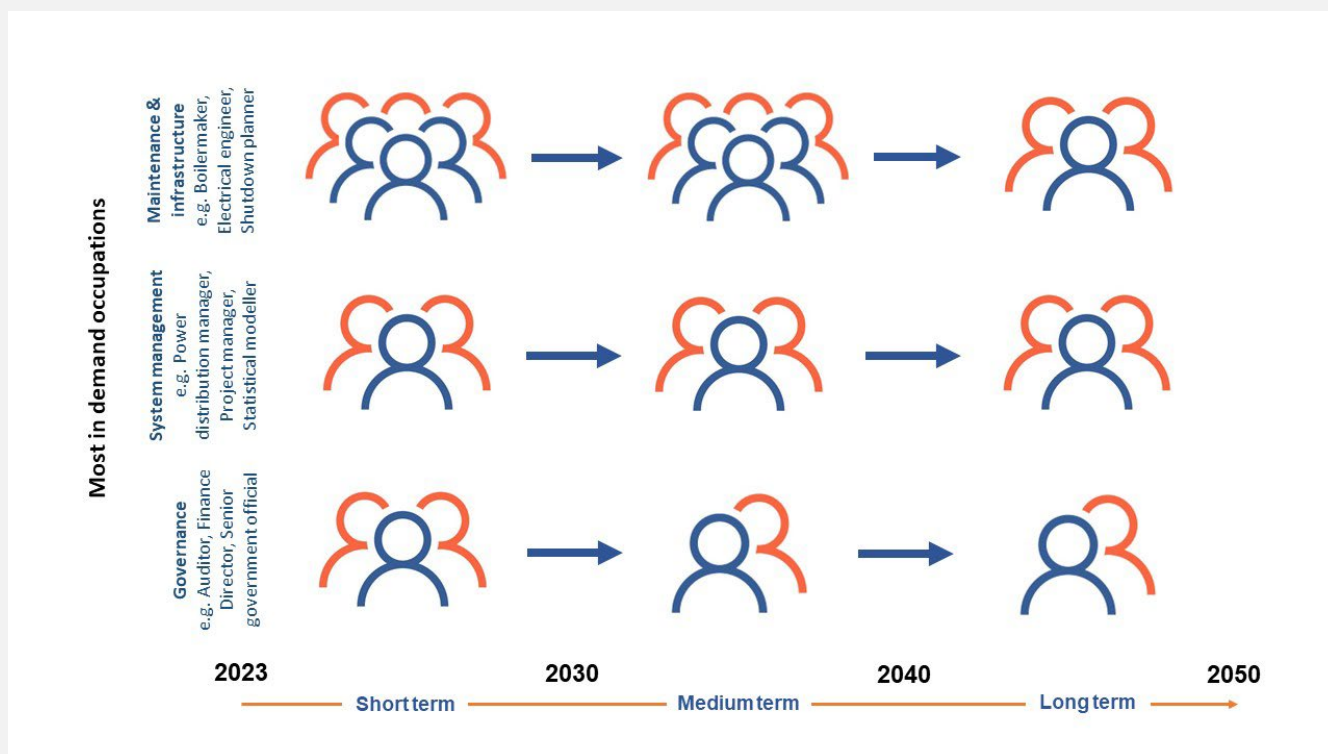 Most in demand occupations
Maintenance &
infrastructure
e.g. Boilermaker,
Electrical engineer,
Shutdown planner
System management
e.g. Power
distribution manager,
Project manager,
Statistical modeller
Governance
e.g. Auditor, Finance
Director, Senior
government official
2023
2030
2040
2050
Short term
Medium term
Long term